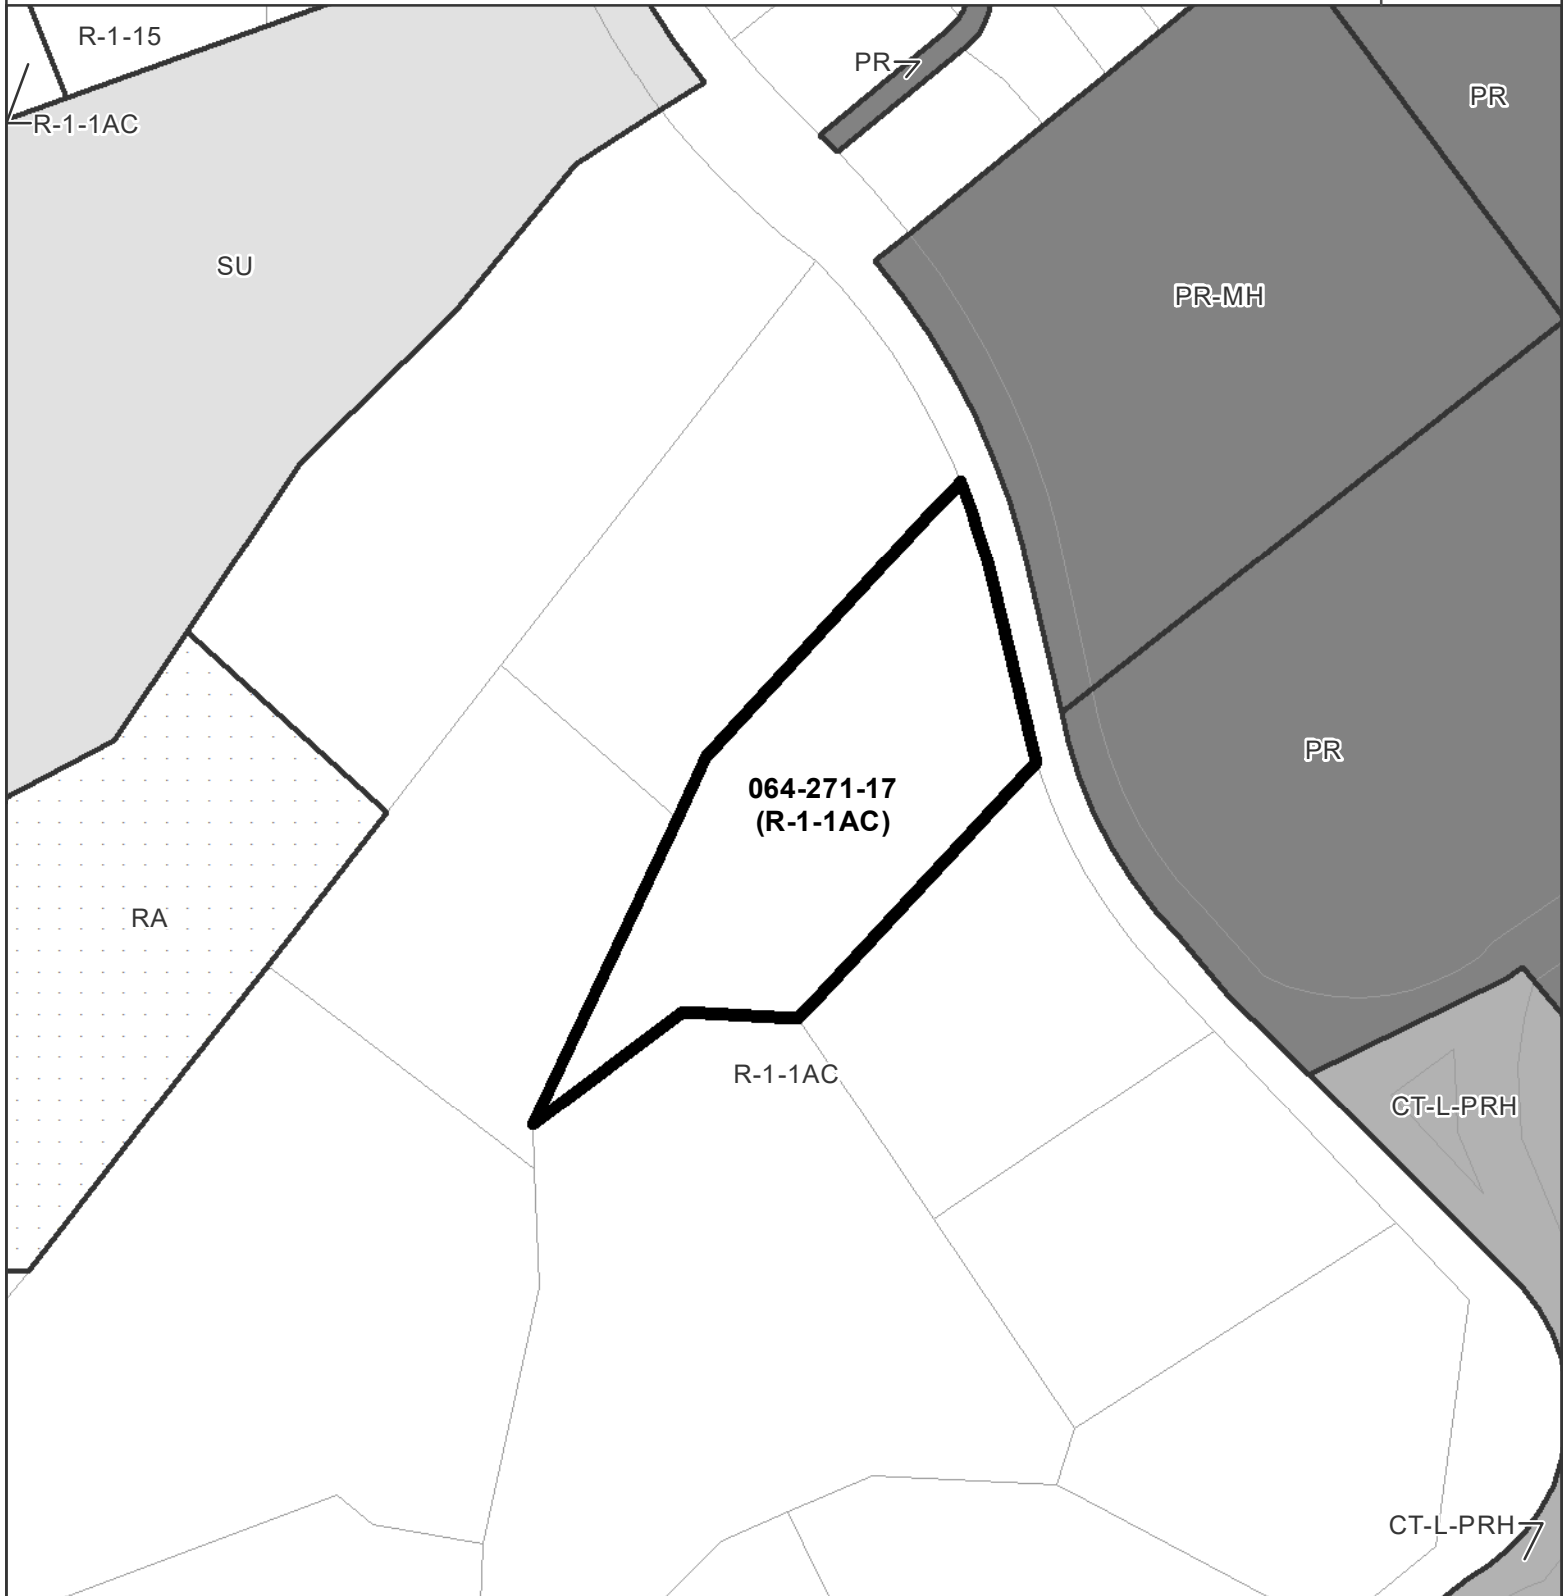 R-1-15
PR
PR
R-1-1AC
SU
PR-MH
PR
064-271-17
(R-1-1AC)
RA
R-1-1AC
CT-L-PRH
CT-L-PRH